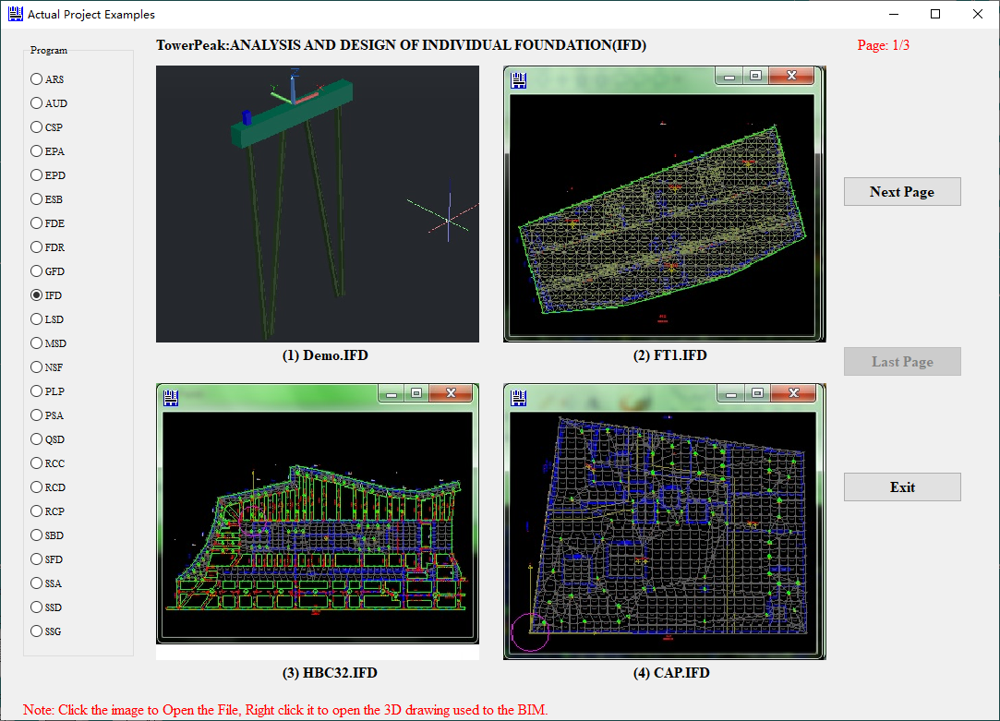 Actual Project Examples
Program
TowerPeak:ANALYSIS AND DESIGN OF INDIVIDUAL FOUNDATION(IFD)
Page: 1/3
ARS
AUD
CSP
EPA
EPD
ESB
FDE
FDR
GFD
IFD
LSD
MSD
NSF
PLP
PSA
QSD
RCC
RCD
RCP
SBD
SFD
SSA
SSD
SSG
(1) Demo.IFD
(2) FT1.IFD
(3) HBC32.IFD
(4) CAP.IFD
Next Page
Last Page
Exit
Note: Click the image to Open the File, Right click it to open the 3D drawing used to the BIM.